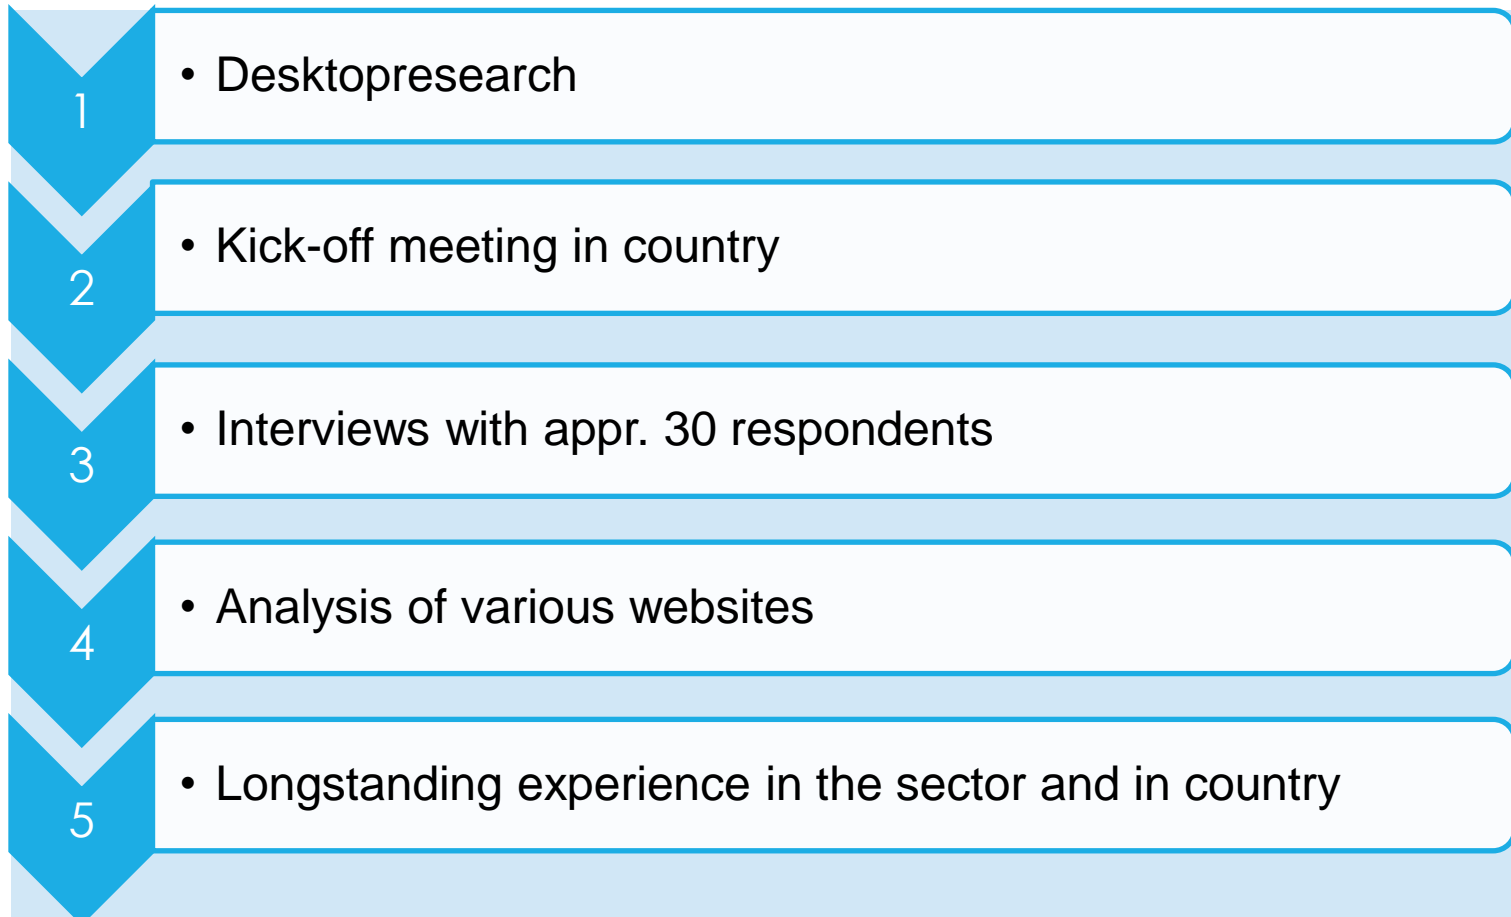 1
• Desktopresearch
2
• Kick-off meeting in country
3
• Interviews with appr. 30 respondents
4
• Analysis of various websites
5
• Longstanding experience in the sector and in country